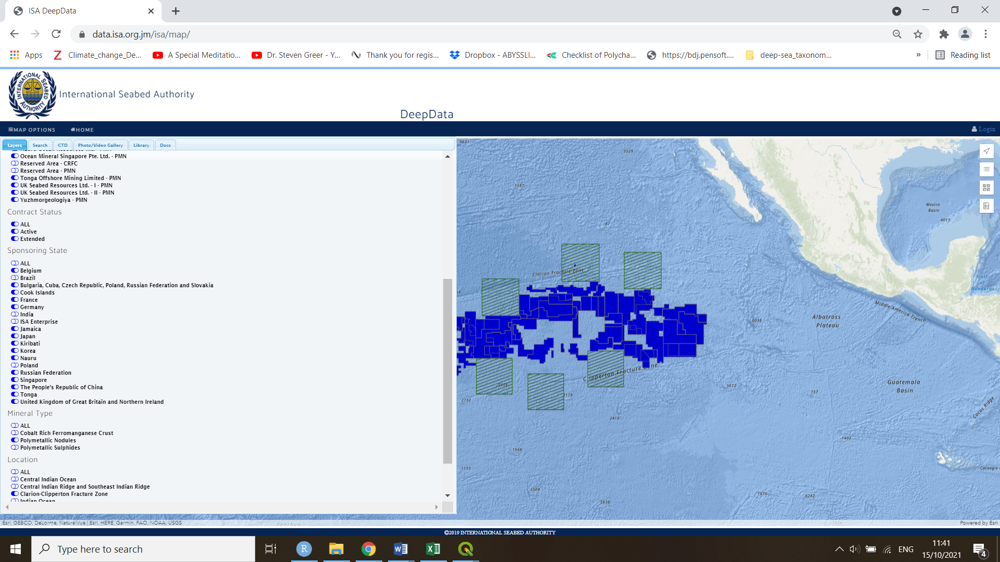 ISA DeepData
data.isa.org.jm/isa/map/
Apps
Climate_change_De...
A Special Meditatio...
Dr. Steven Greer - Y...
Thank you for regis...
Dropbox - ABYSSLI...
Checklist of Polycha...
https://bdj.pensoft....
deep-sea_taxonom...
»
Reading list
INTERNATIONAL SEABED AUTHORITY
International Seabed Authority
DeepData
MAP OPTIONS
HOME
Login
Layers
Search
CTD
Photo/Video Gallery
Library
Docs
Ocean Mineral Singapore Pte. Ltd. - PMN
Reserved Area - CRFC
Reserved Area - PMN
Tonga Offshore Mining Limited - PMN
UK Seabed Resources Ltd. - I - PMN
UK Seabed Resources Ltd. - II - PMN
Yuzhmorgeologiya - PMN
Contract Status
ALL
Active
Extended
Sponsoring State
ALL
Belgium
Brazil
Bulgaria, Cuba, Czech Republic, Poland, Russian Federation and Slovakia
Cook Islands
France
Germany
India
ISA Enterprise
Jamaica
Japan
Kiribati
Korea
Nauru
Poland
Russian Federation
Singapore
The People's Republic of China
Tonga
United Kingdom of Great Britain and Northern Ireland
Mineral Type
ALL
Cobalt Rich Ferromanganese Crust
Polymetallic Nodules
Polymetallic Sulphides
Location
ALL
Central Indian Ocean
Central Indian Ridge and Southeast Indian Ridge
Clarion-Clipperton Fracture Zone
Indian Ocean
9621
5529
1187
87
Mexico
Basin
4011
Clarion Fracture Zone
Gulf
of
Honduras
Middle America Trench
6038
Albatross
Plateau
Clipperton Fracture Zone
5359
2179
2732
5612
157
Guatemala
Basin
Cocos Ridge
2410
1402
1548
1153
Carnegie
5509
5638
1670
6242
1574
Penrhyn
Esri, GEBCO, DeLorme, NaturalVue | Esri, HERE, Garmin, FAO, NOAA, USGS
Powered by Esri
©2019 INTERNATIONAL SEABED AUTHORITY
Type here to search
R
ENG
11:41
15/10/2021
4